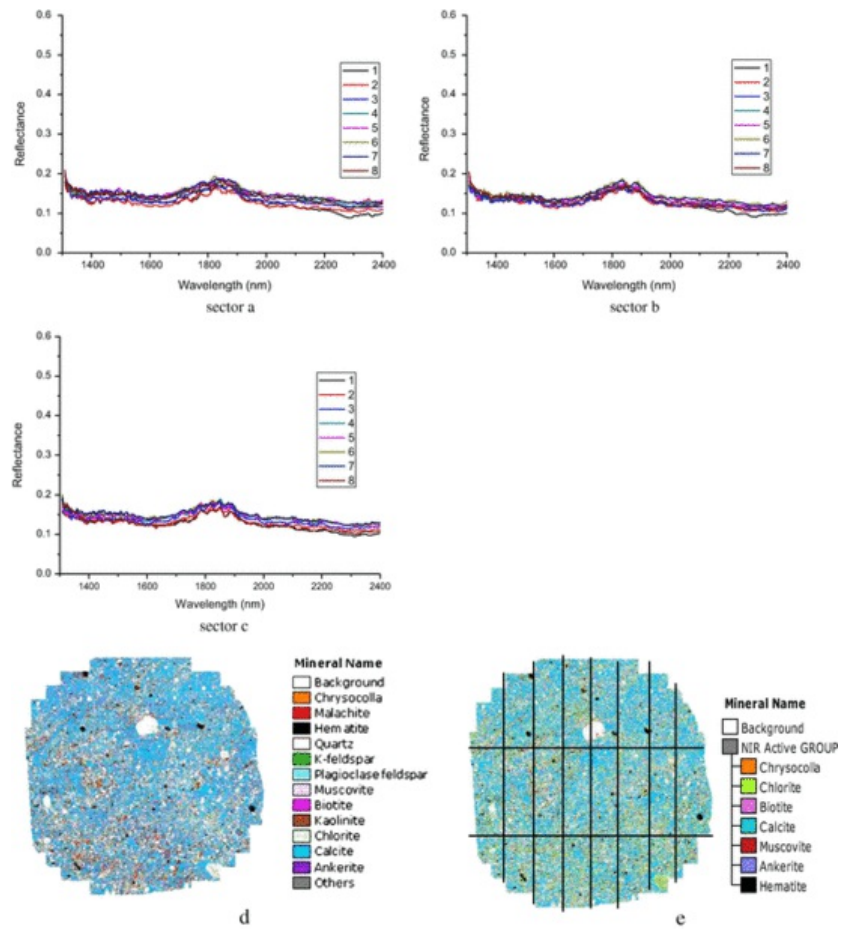 0.6
0.5
0.4
0.3
0.2
0.1
0.0
Reflectance
1400 1600 1800 2000 2200 2400
Wavelength (nm)
1
2
3
4
5
6
7
8
sector a
0.6
0.5
0.4
0.3
0.2
0.1
0.0
Reflectance
1400 1600 1800 2000 2200 2400
Wavelength (nm)
1
2
3
4
5
6
7
8
sector b
0.6
0.5
0.4
0.3
0.2
0.1
0.0
Reflectance
1400 1600 1800 2000 2200 2400
Wavelength (nm)
1
2
3
4
5
6
7
8
sector c
Mineral Name
Background
Chrysocolla
Malachite
Hematite
Quartz
K-feldspar
Plagioclase feldspar
Muscovite
Biotite
Kaolinite
Chlorite
Calcite
Ankerite
Others
d
Mineral Name
Background
NIR Active GROUP
Chrysocolla
Chlorite
Biotite
Calcite
Muscovite
Ankerite
Hematite
e